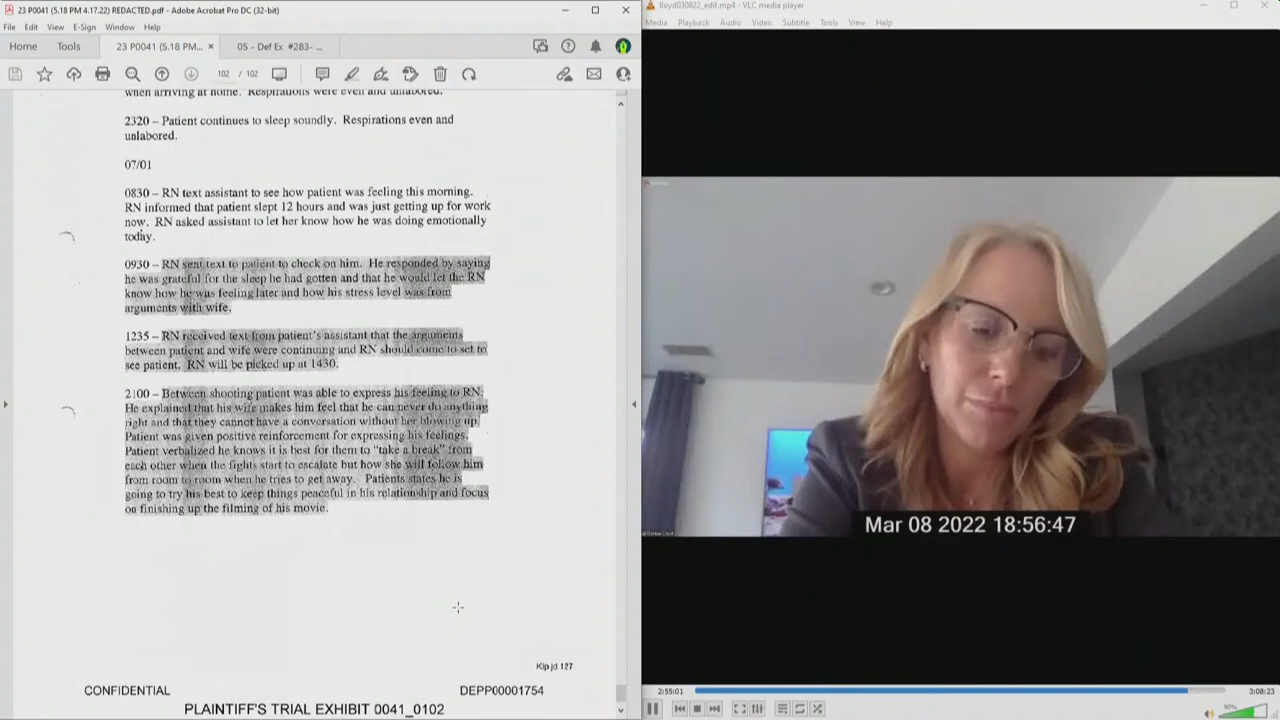 23 P0041 (5.18 PM 4.17.22) REDACTED.pdf - Adobe Acrobat Pro DC (32-bit)
File Edit View E-Sign Window Help
Home Tools 23 P0041 (5.18 PM... × 05 - Def Ex #283- ...
102 / 102
when arriving at home. Respirations were even and unlabored.
2320 – Patient continues to sleep soundly. Respirations even and
unlabored.
07/01
0830 – RN text assistant to see how patient was feeling this morning.
RN informed that patient slept 12 hours and was just getting up for work
now. RN asked assistant to let her know how he was doing emotionally
today.
0930 – RN sent text to patient to check on him. He responded by saying
he was grateful for the sleep he had gotten and that he would let the RN
know how he was feeling later and how his stress level was from
arguments with wife.
1235 – RN received text from patient's assistant that the arguments
between patient and wife were continuing and RN should come to set to
see patient. RN will be picked up at 1430.
2100 – Between shooting patient was able to express his feeling to RN.
He explained that his wife makes him feel that he can never do anything
right and that they cannot have a conversation without her blowing up.
Patient was given positive reinforcement for expressing his feelings.
Patient verbalized he knows it is best for them to "take a break" from
each other when the fights start to escalate but how she will follow him
from room to room when he tries to get away. Patients states he is
going to try his best to keep things peaceful in his relationship and focus
on finishing up the filming of his movie.
Kipjd 127
CONFIDENTIAL DEPP00001754
PLAINTIFF'S TRIAL EXHIBIT 0041_0102
lloyd030822_edit.mp4 - VLC media player
Media Playback Audio Video Subtitle Tools View Help
Mar 08 2022 18:56:47
2:55:01 3:08:23
90%